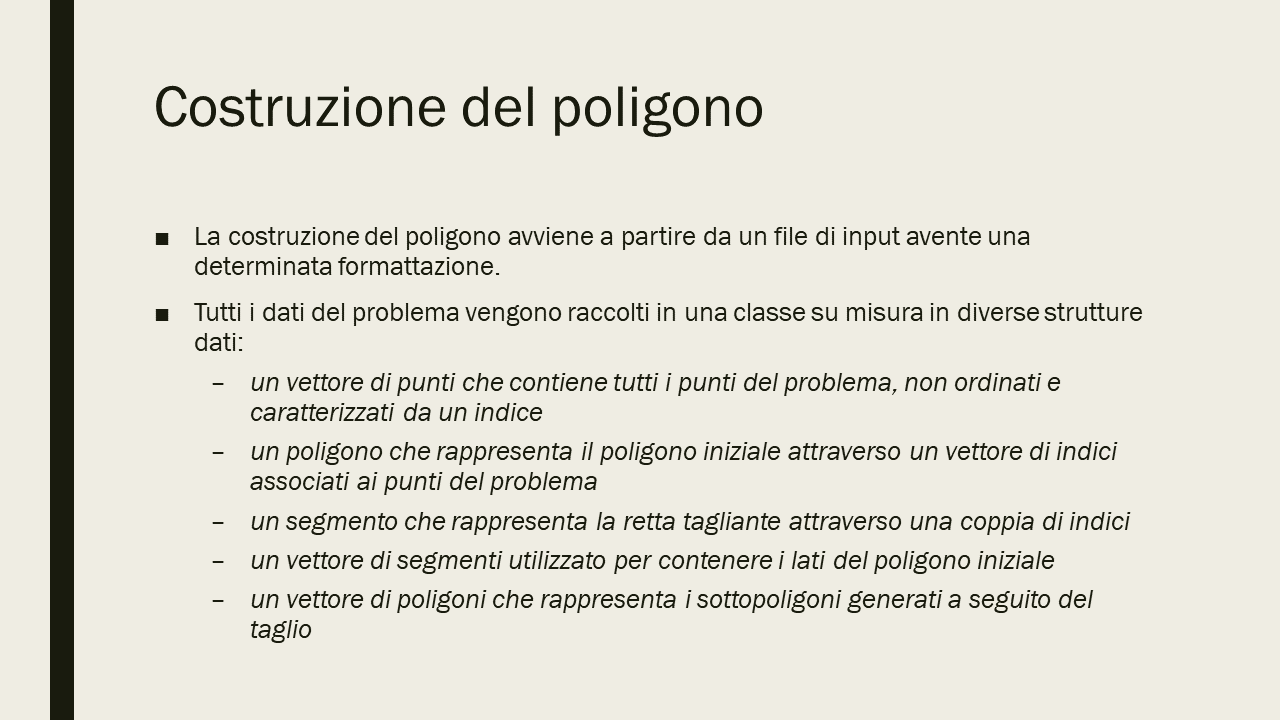 Costruzione del poligono
■ La costruzione del poligono avviene a partire da un file di input avente una
determinata formattazione.
■ Tutti i dati del problema vengono raccolti in una classe su misura in diverse strutture
dati:
– un vettore di punti che contiene tutti i punti del problema, non ordinati e
caratterizzati da un indice
– un poligono che rappresenta il poligono iniziale attraverso un vettore di indici
associati ai punti del problema
– un segmento che rappresenta la retta tagliante attraverso una coppia di indici
– un vettore di segmenti utilizzato per contenere i lati del poligono iniziale
– un vettore di poligoni che rappresenta i sottopoligoni generati a seguito del
taglio